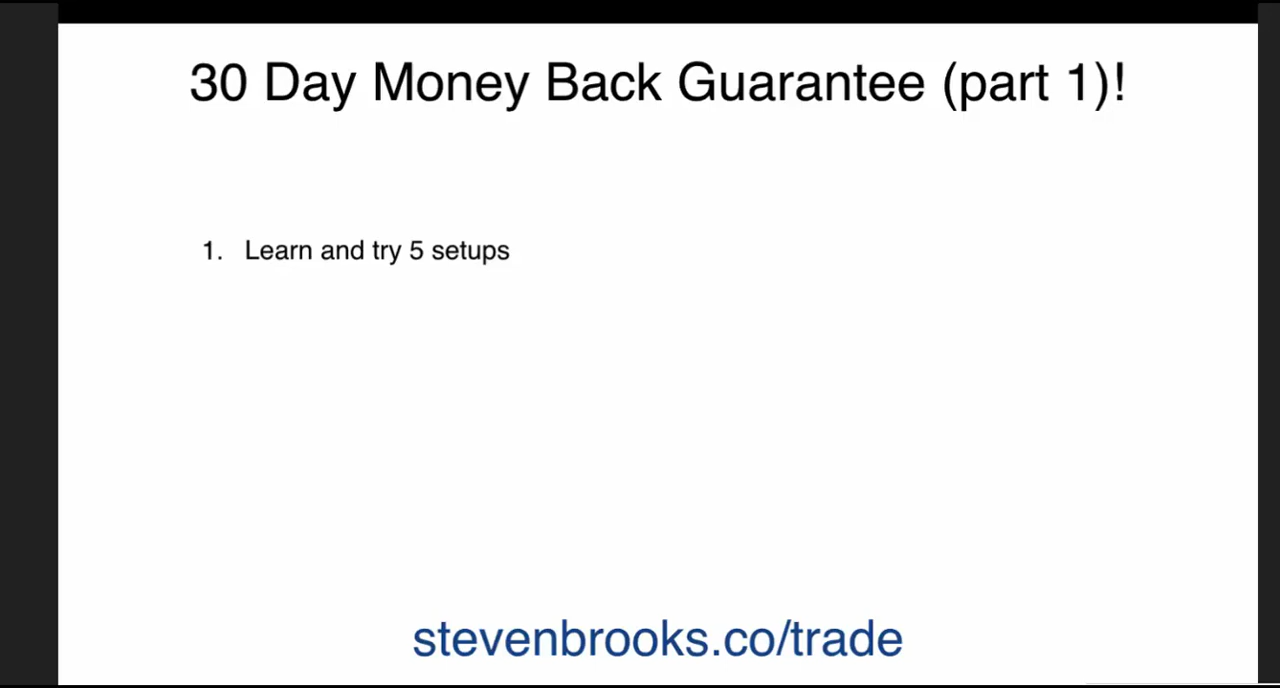 30 Day Money Back Guarantee (part 1)!
1. Learn and try 5 setups
stevenbrooks.co/trade